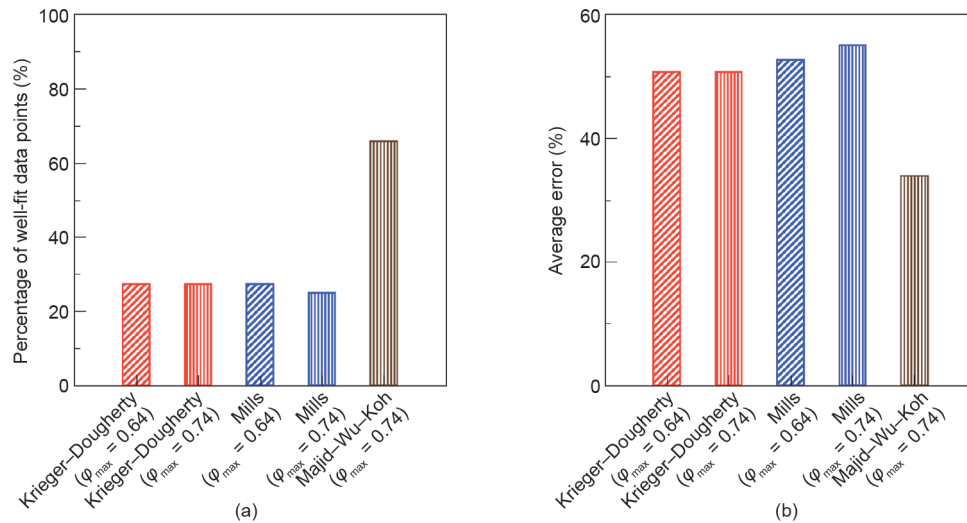 Percentage of well-fit data points (%)
100
80
60
40
20
0
Krieger–Dougherty
(φmax = 0.64)
Krieger–Dougherty
(φmax = 0.74)
Mills
(φmax = 0.64)
Mills
(φmax = 0.74)
Majid–Wu–Koh
(φmax = 0.74)
(a)
Average error (%)
60
40
20
0
Krieger–Dougherty
(φmax = 0.64)
Krieger–Dougherty
(φmax = 0.74)
Mills
(φmax = 0.64)
Mills
(φmax = 0.74)
Majid–Wu–Koh
(φmax = 0.74)
(b)